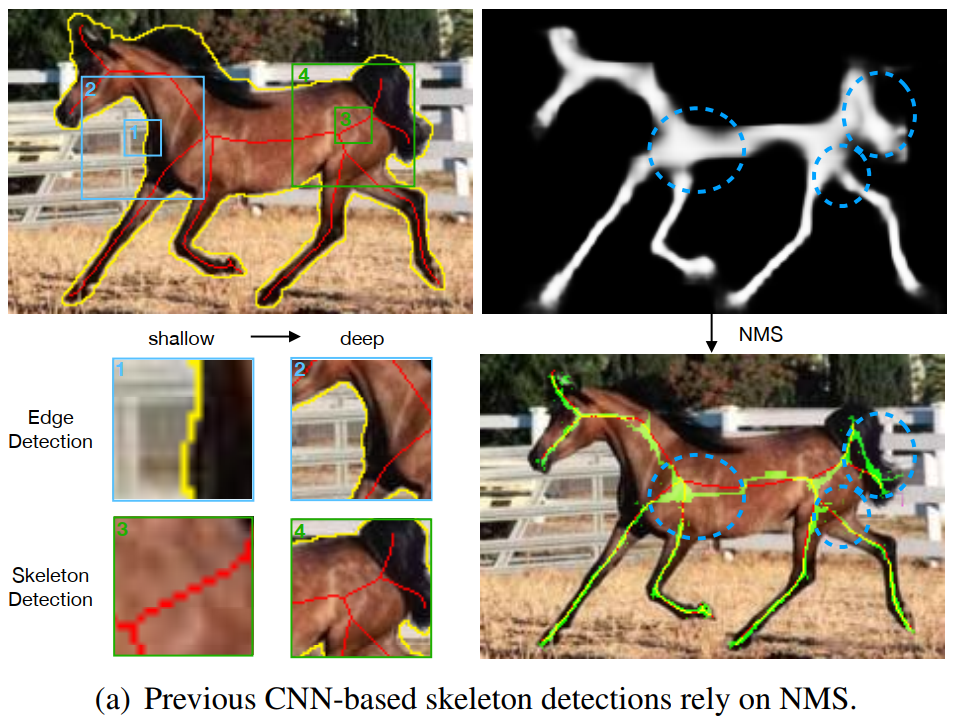 2
1
4
3
shallow
deep
NMS
Edge
Detection
1
2
Skeleton
Detection
3
4
(a) Previous CNN-based skeleton detections rely on NMS.